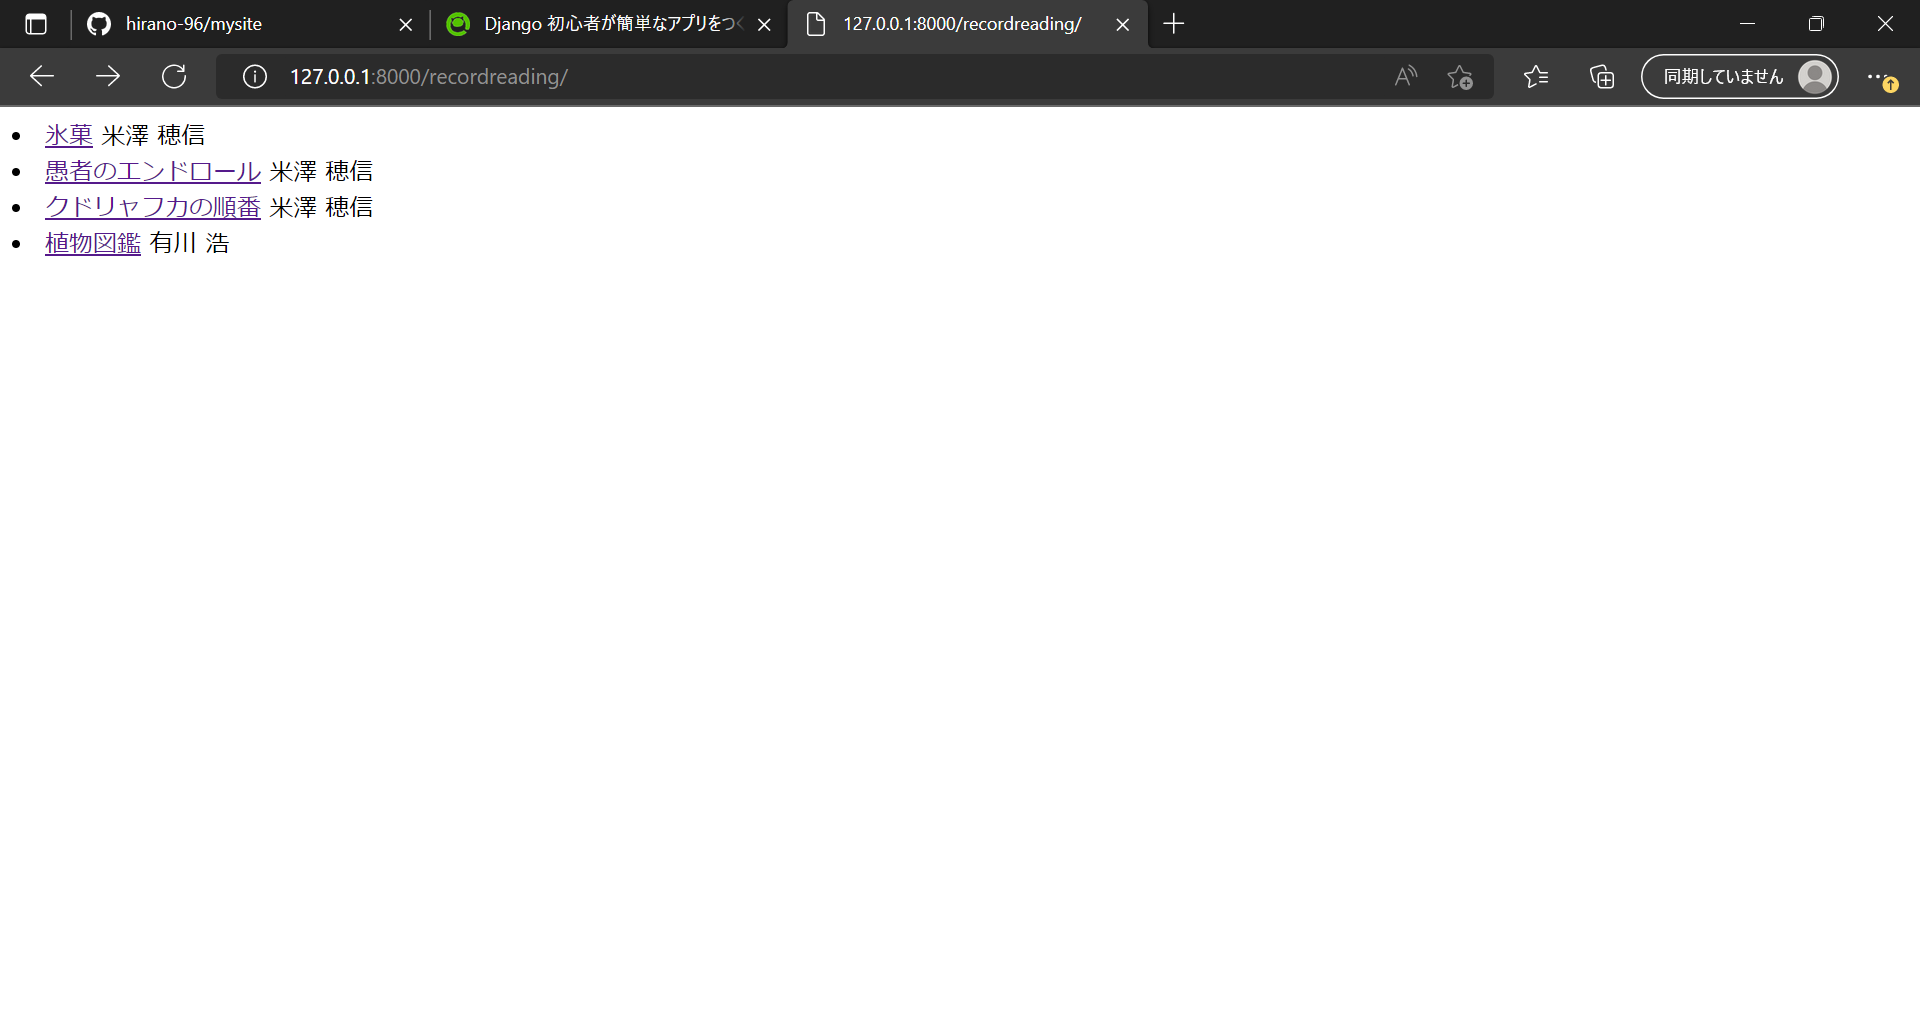 hirano-96/mysite
Django 初心者が簡単なアプリをつく
127.0.0.1:8000/recordreading/
127.0.0.1:8000/recordreading/
同期していません
氷菓 米澤 穂信
愚者のエンドロール 米澤 穂信
クドリャフカの順番 米澤 穂信
植物図鑑 有川 浩